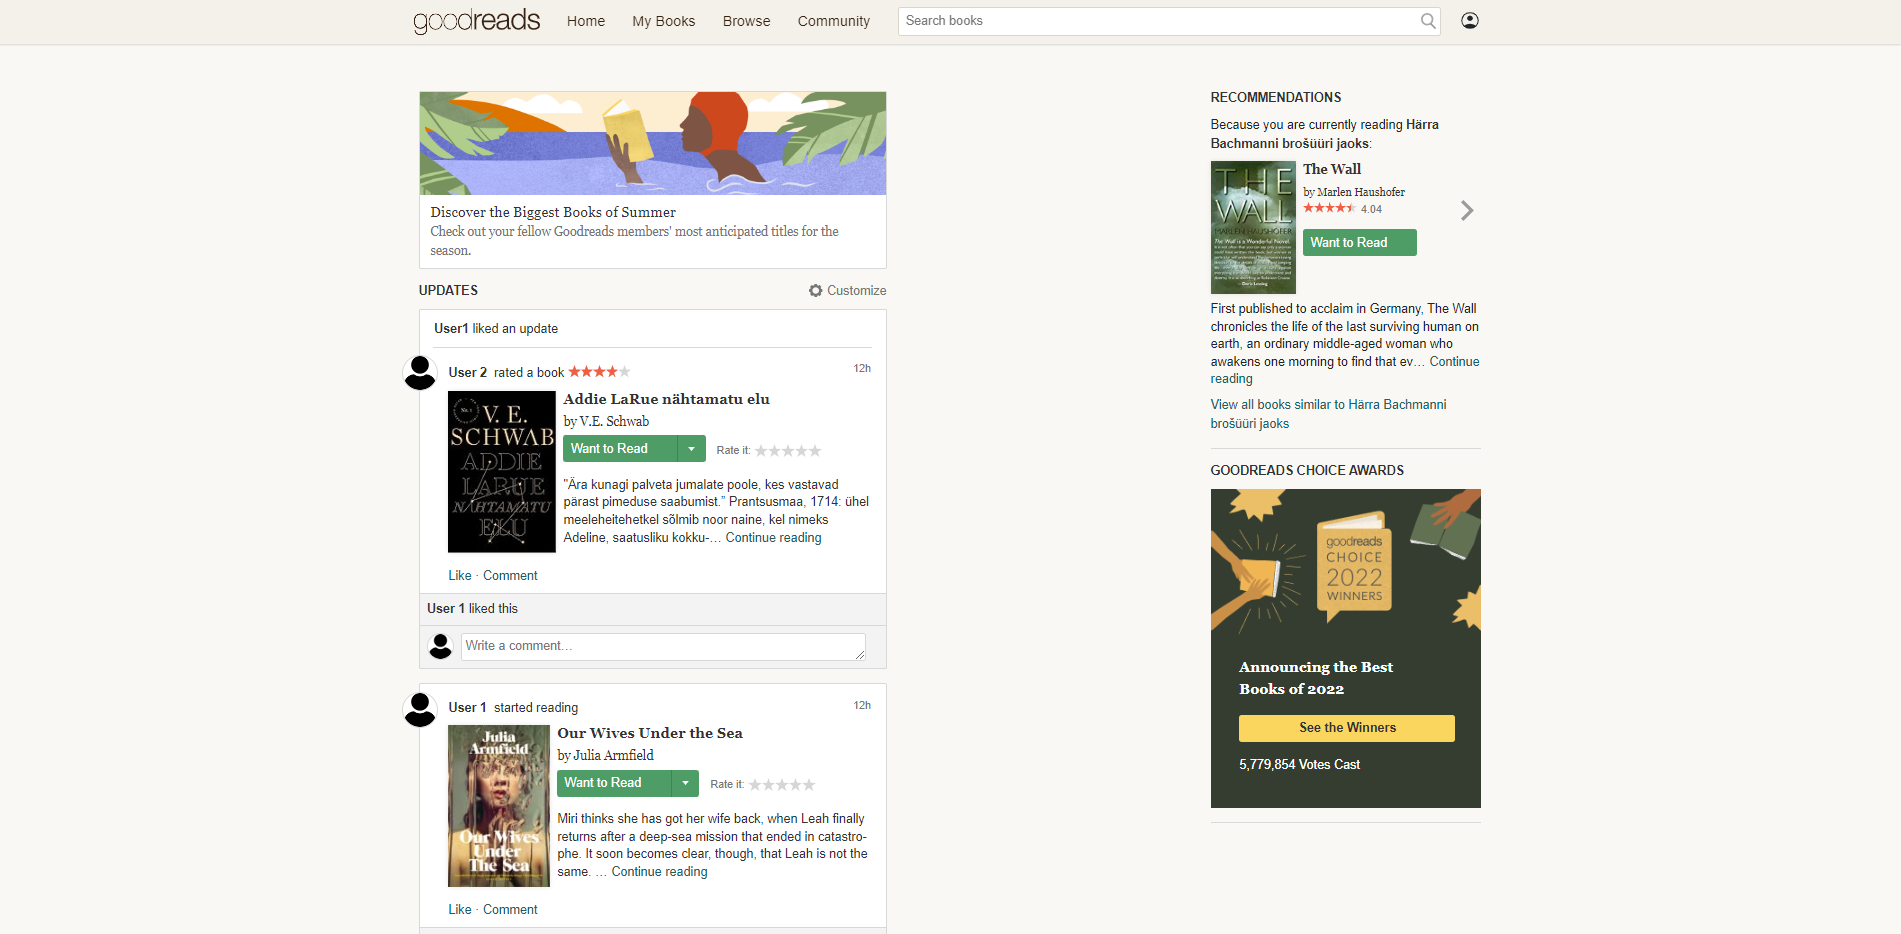 goodreads
Home
My Books
Browse
Community
Search books
Discover the Biggest Books of Summer
Check out your fellow Goodreads members' most anticipated titles for the
season.
UPDATES
Customize
User1 liked an update
User 2 rated a book
12h
V. E.
SCHWAB
ADDIE
LARUE
NÄHTAMATU
ELU
Addie LaRue nähtamatu elu
by V.E. Schwab
Want to Read
Rate it:
"Ära kunagi palveta jumalate poole, kes vastavad
pärast pimeduse saabumist." Prantsusmaa, 1714: ühel
meeleheitehetkel sõlmib noor naine, kel nimeks
Adeline, saatusliku kokku-… Continue reading
Like · Comment
User 1 liked this
Write a comment…
User 1 started reading
12h
Julia
Armfield
Our Wives
Under
The Sea
Our Wives Under the Sea
by Julia Armfield
Want to Read
Rate it:
Miri thinks she has got her wife back, when Leah finally
returns after a deep-sea mission that ended in catastro-
phe. It soon becomes clear, though, that Leah is not the
same. … Continue reading
Like · Comment
RECOMMENDATIONS
Because you are currently reading Härra
Bachmanni brošüüri jaoks:
THE
WALL
MARLEN HAUSHOFER
The Wall
by Marlen Haushofer
4.04
Want to Read
First published to acclaim in Germany, The Wall
chronicles the life of the last surviving human on
earth, an ordinary middle-aged woman who
awakens one morning to find that ev… Continue
reading
View all books similar to Härra Bachmanni
brošüüri jaoks
GOODREADS CHOICE AWARDS
goodreads
CHOICE
2022
WINNERS
Announcing the Best
Books of 2022
See the Winners
5,779,854 Votes Cast